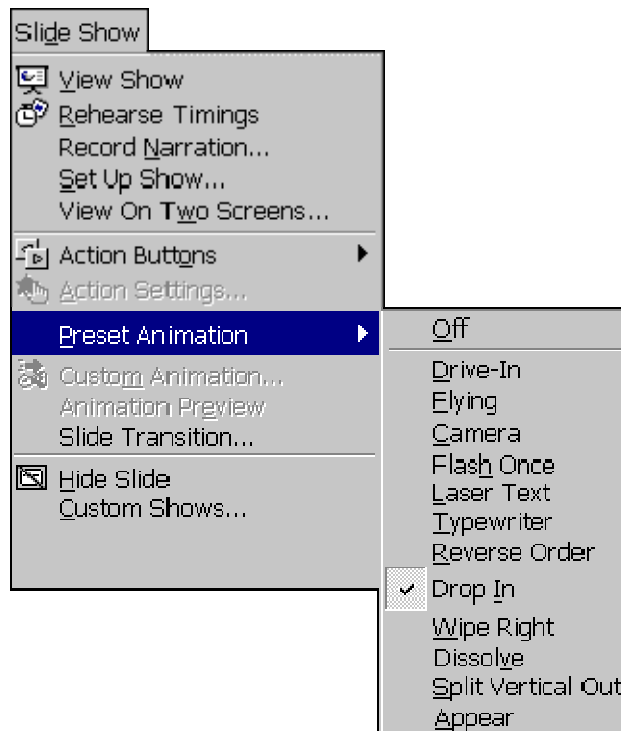 Slide Show
View Show
Rehearse Timings
Record Narration...
Set Up Show...
View On Two Screens...
Action Buttons
Action Settings...
Preset Animation
Custom Animation...
Animation Preview
Slide Transition...
Hide Slide
Custom Shows...
Off
Drive-In
Flying
Camera
Flash Once
Laser Text
Typewriter
Reverse Order
Drop In
Wipe Right
Dissolve
Split Vertical Out
Appear